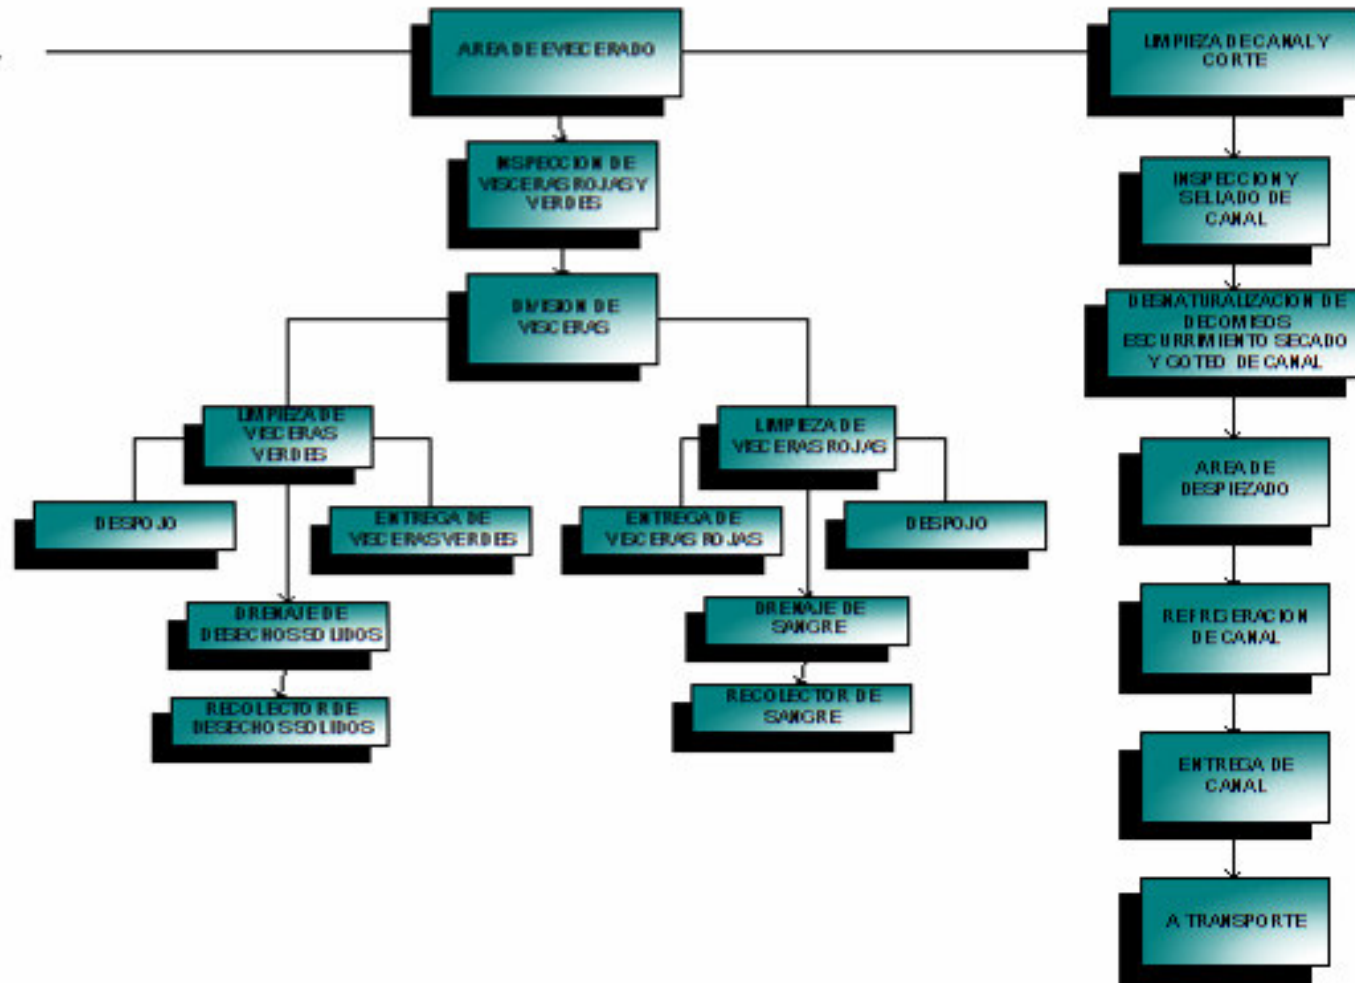 AREA DE EVISCERADO
LIMPIEZA DE CANAL Y
CORTE
INSPECCION DE
VISCERAS ROJAS Y
VERDES
INSPECCION Y
SELLADO DE
CANAL
DIVISION DE
VISCERAS
DESNATURALIZACION DE
DECOMISOS
ESCURRIMIENTO SECADO
Y GOTEO DE CANAL
LIMPIEZA DE
VISCERAS
VERDES
LIMPIEZA DE
VISCERAS ROJAS
AREA DE
DESPIEZADO
DESPOJO
ENTREGA DE
VISCERAS VERDES
ENTREGA DE
VISCERAS ROJAS
DESPOJO
DRENAJE DE
DESECHOS SOLIDOS
DRENAJE DE
SANGRE
REFRIGERACION
DE CANAL
RECOLECTOR DE
DESECHOS SOLIDOS
RECOLECTOR DE
SANGRE
ENTREGA DE
CANAL
A TRANSPORTE